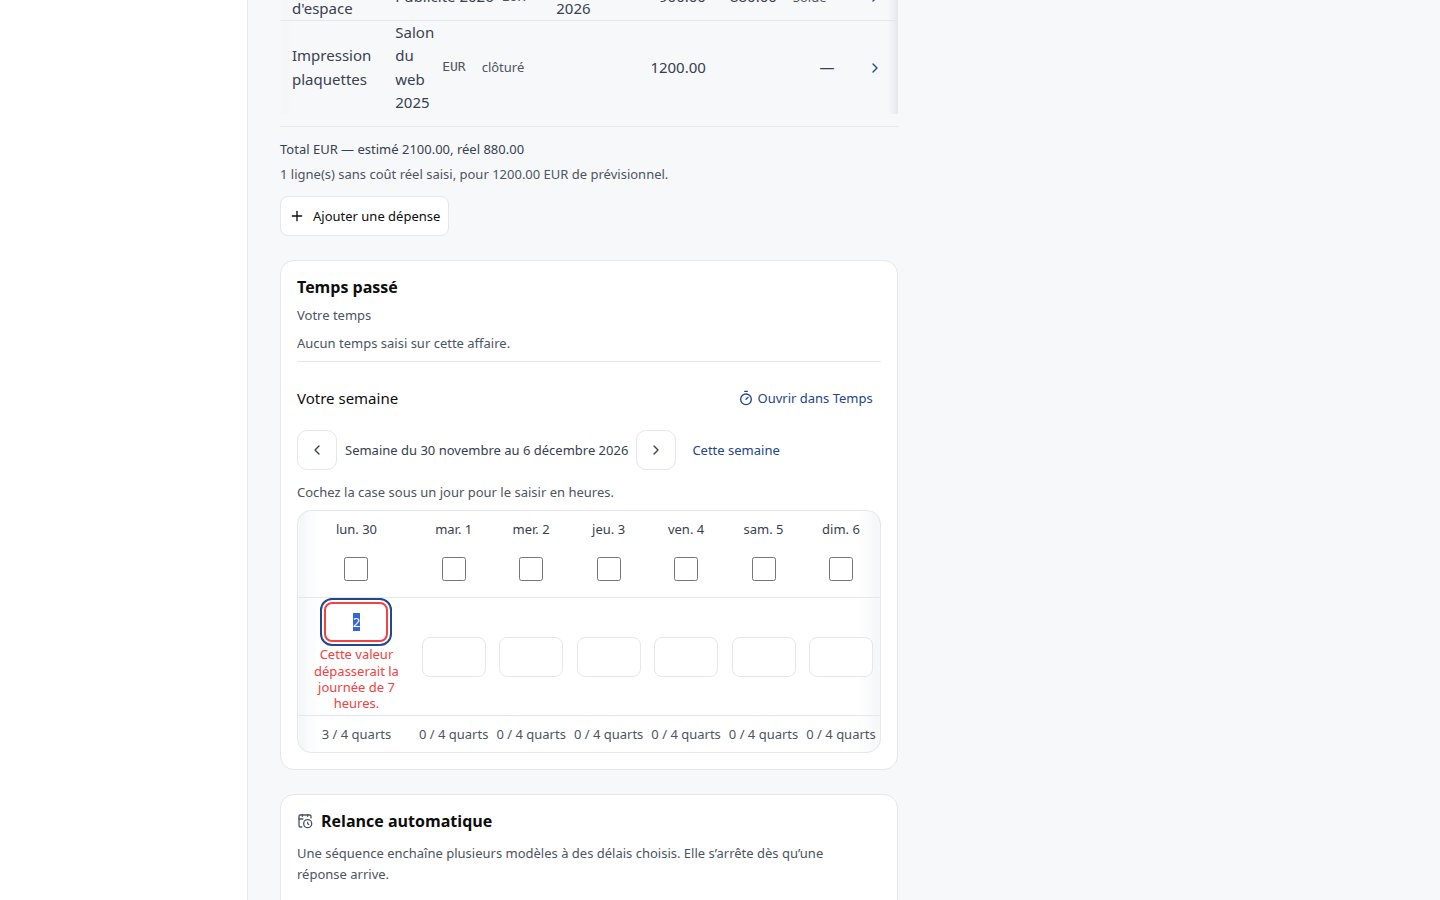 d'espace
2026
Impression plaquettes
Salon du web 2025
EUR
clôturé
1200.00
—
Total EUR — estimé 2100.00, réel 880.00
1 ligne(s) sans coût réel saisi, pour 1200.00 EUR de prévisionnel.
Ajouter une dépense
Temps passé
Votre temps
Aucun temps saisi sur cette affaire.
Votre semaine
Ouvrir dans Temps
Semaine du 30 novembre au 6 décembre 2026
Cette semaine
Cochez la case sous un jour pour le saisir en heures.
lun. 30 mar. 1 mer. 2 jeu. 3 ven. 4 sam. 5 dim. 6
2
Cette valeur
dépasserait la
journée de 7
heures.
3 / 4 quarts 0 / 4 quarts 0 / 4 quarts 0 / 4 quarts 0 / 4 quarts 0 / 4 quarts 0 / 4 quarts
Relance automatique
Une séquence enchaîne plusieurs modèles à des délais choisis. Elle s’arrête dès qu’une
réponse arrive.